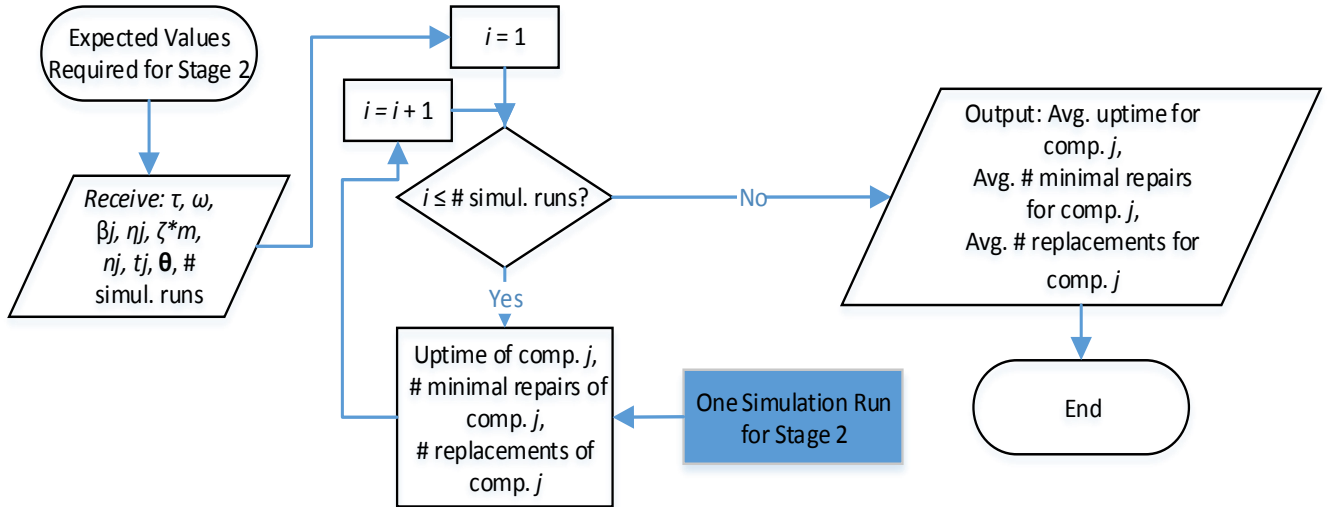 Expected Values
Required for Stage 2
Receive: τ, ω,
βj, ηj, ζ*m,
nj, tj, θ, #
simul. runs
i = 1
i = i + 1
i ≤ # simul. runs?
No
Yes
Uptime of comp. j,
# minimal repairs of
comp. j,
# replacements of
comp. j
One Simulation Run
for Stage 2
Output: Avg. uptime for
comp. j,
Avg. # minimal repairs
for comp. j,
Avg. # replacements for
comp. j
End